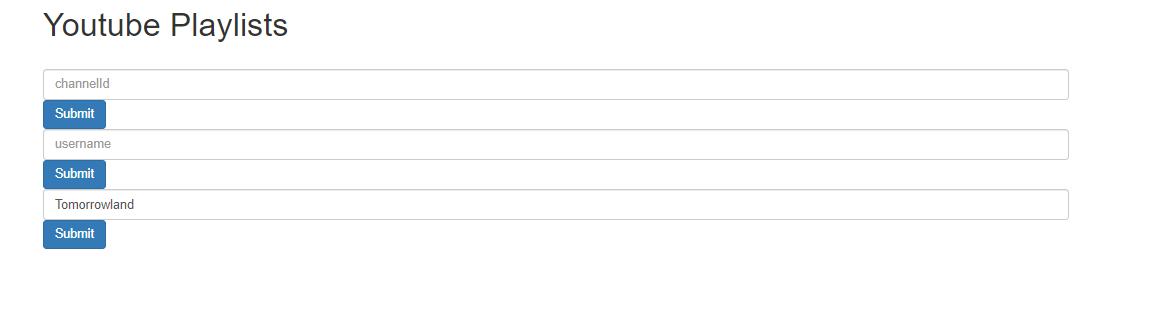 Youtube Playlists
channelId
Submit
username
Submit
Tomorrowland
Submit